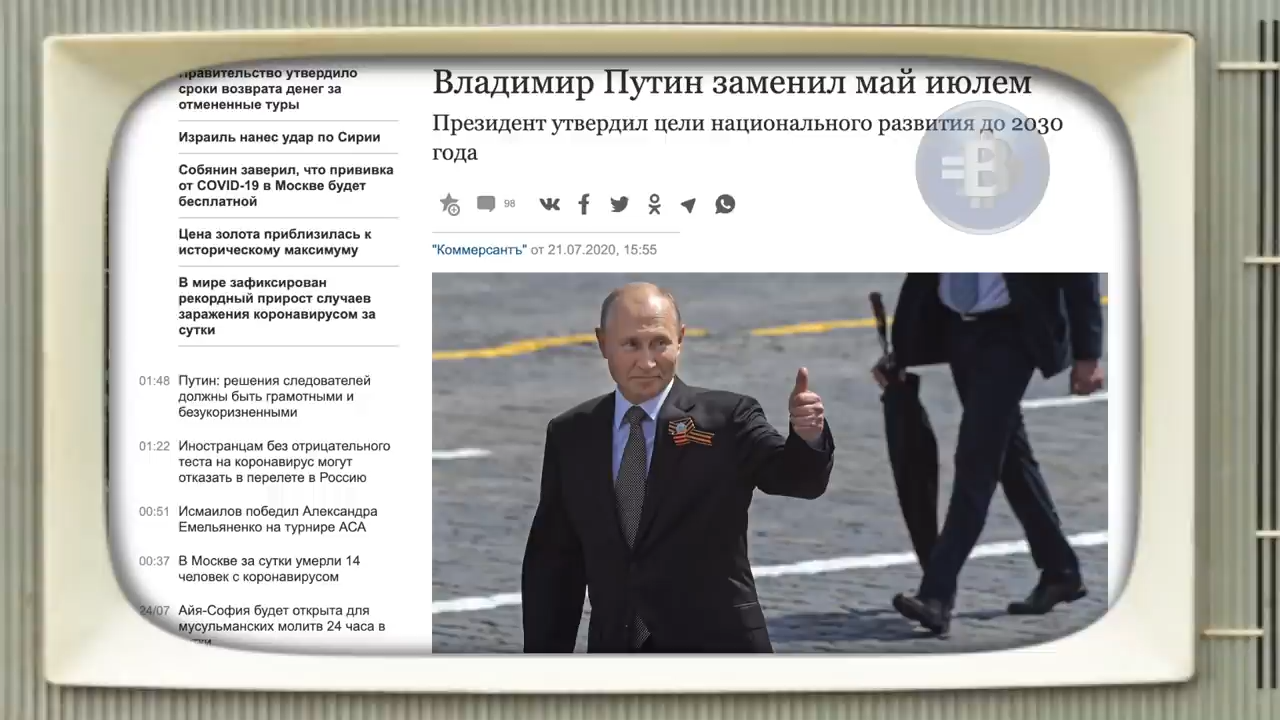 Правительство утвердило
сроки возврата денег за
отмененные туры
Израиль нанес удар по Сирии
Собянин заверил, что прививка
от COVID-19 в Москве будет
бесплатной
Цена золота приблизилась к
историческому максимуму
В мире зафиксирован
рекордный прирост случаев
заражения коронавирусом за
сутки
01:48 Путин: решения следователей
должны быть грамотными и
безукоризненными
01:22 Иностранцам без отрицательного
теста на коронавирус могут
отказать в перелете в Россию
00:51 Исмаилов победил Александра
Емельяненко на турнире АСА
00:37 В Москве за сутки умерли 14
человек с коронавирусом
24/07 Айя-София будет открыта для
мусульманских молитв 24 часа в
сутки
Владимир Путин заменил май июлем
Президент утвердил цели национального развития до 2030
года
98
"Коммерсантъ" от 21.07.2020, 15:55